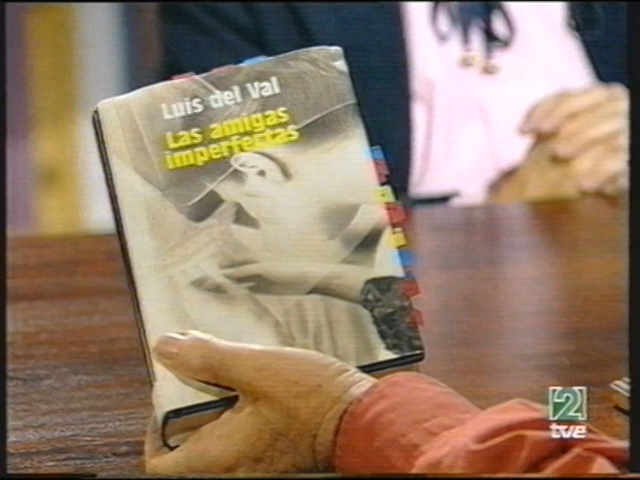 Luis del Val
Las amigas
imperfectas
2
tve